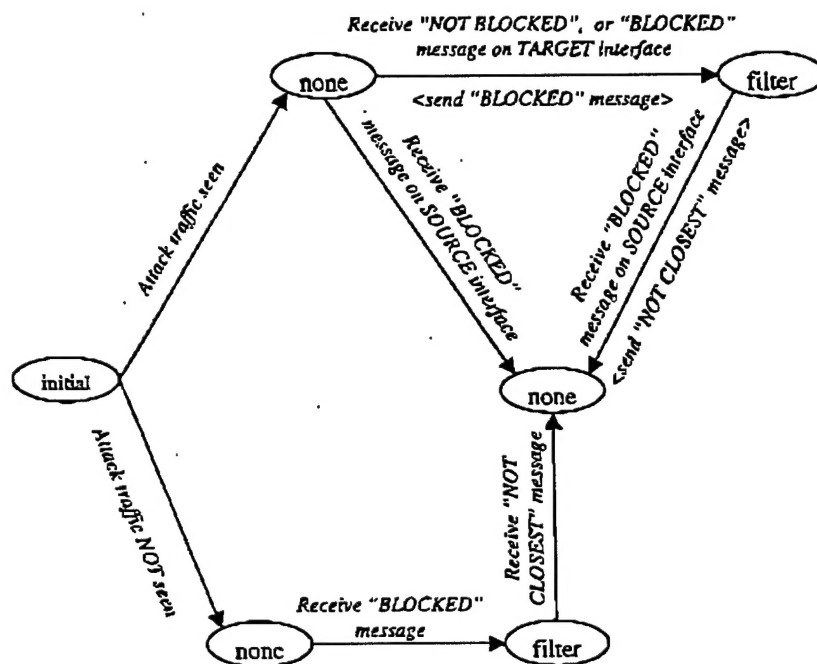 Receive "NOT BLOCKED", or "BLOCKED"
message on TARGET interface
none
filter
<send "BLOCKED" message>
Attack traffic seen
Receive "BLOCKED"
message on SOURCE interface
Receive "BLOCKED"
message on SOURCE interface
<send "NOT CLOSEST" message>
initial
none
Attack traffic NOT seen
Receive "NOT
CLOSEST" message
Receive "BLOCKED"
message
none
filter